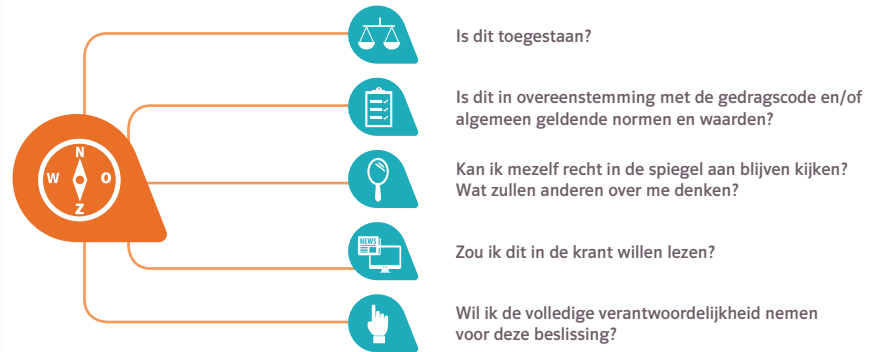 Is dit toegestaan?
Is dit in overeenstemming met de gedragscode en/of
algemeen geldende normen en waarden?
N
W O
Z
Kan ik mezelf recht in de spiegel aan blijven kijken?
Wat zullen anderen over me denken?
NEWS
Zou ik dit in de krant willen lezen?
Wil ik de volledige verantwoordelijkheid nemen
voor deze beslissing?